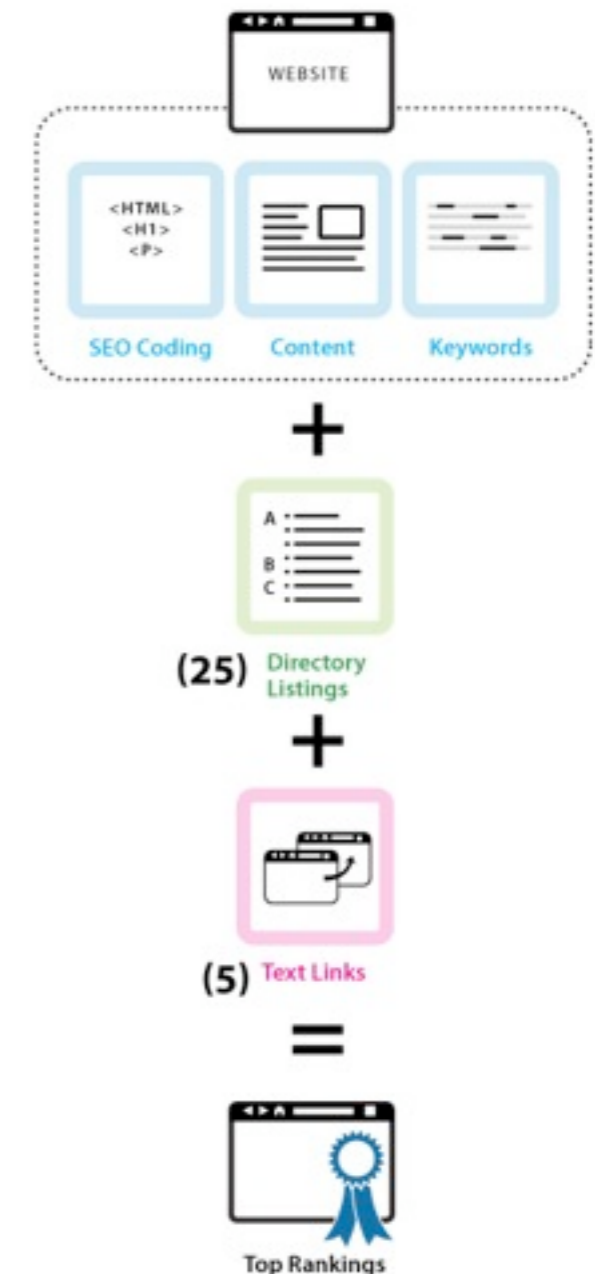 WEBSITE
<HTML>
<H1>
<P>
SEO Coding
Content
Keywords
+
A
B
C
(25) Directory
Listings
+
(5) Text Links
=
Top Rankings